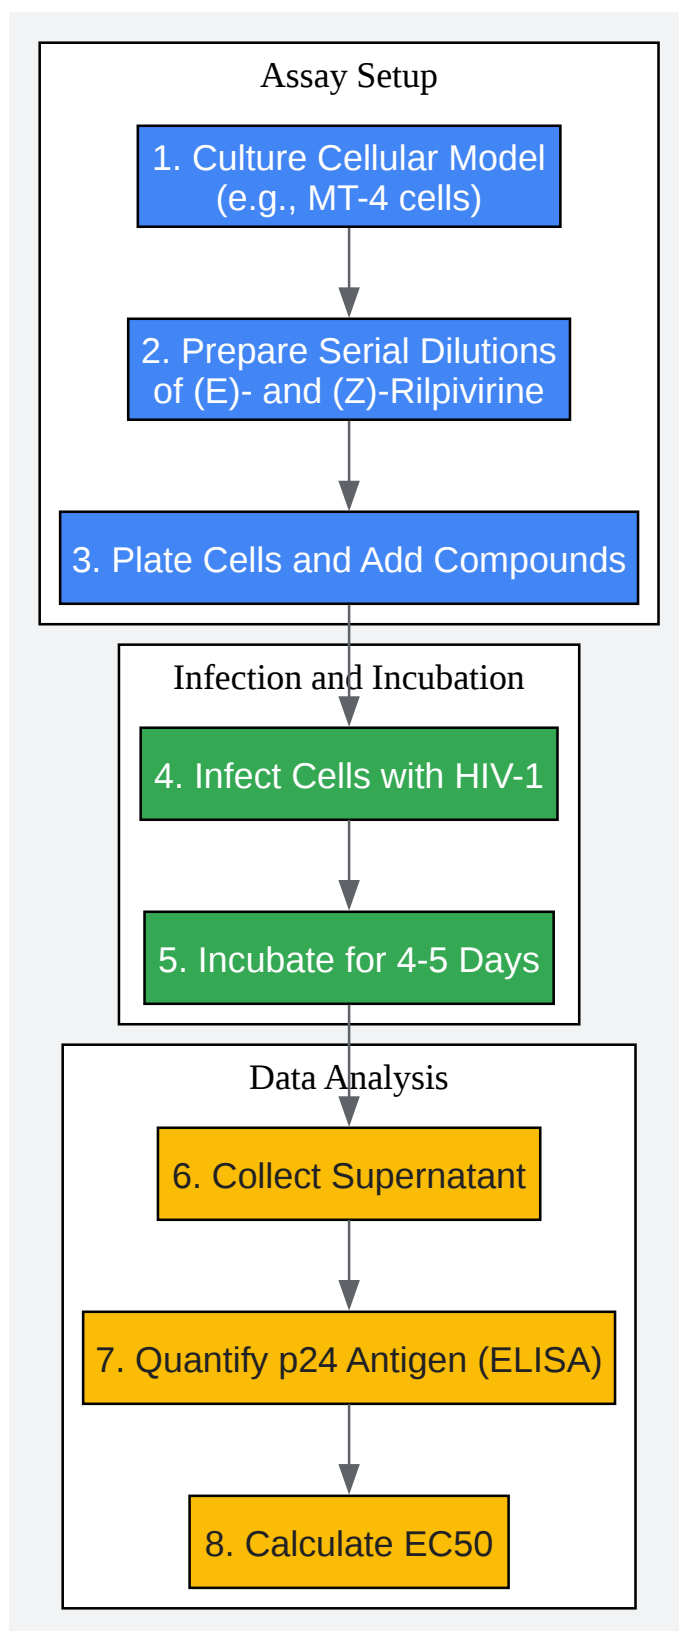 Assay Setup
1. Culture Cellular Model
(e.g., MT-4 cells)
2. Prepare Serial Dilutions
of (E)- and (Z)-Rilpivirine
3. Plate Cells and Add Compounds
Infection and Incubation
4. Infect Cells with HIV-1
5. Incubate for 4-5 Days
Data Analysis
6. Collect Supernatant
7. Quantify p24 Antigen (ELISA)
8. Calculate EC50